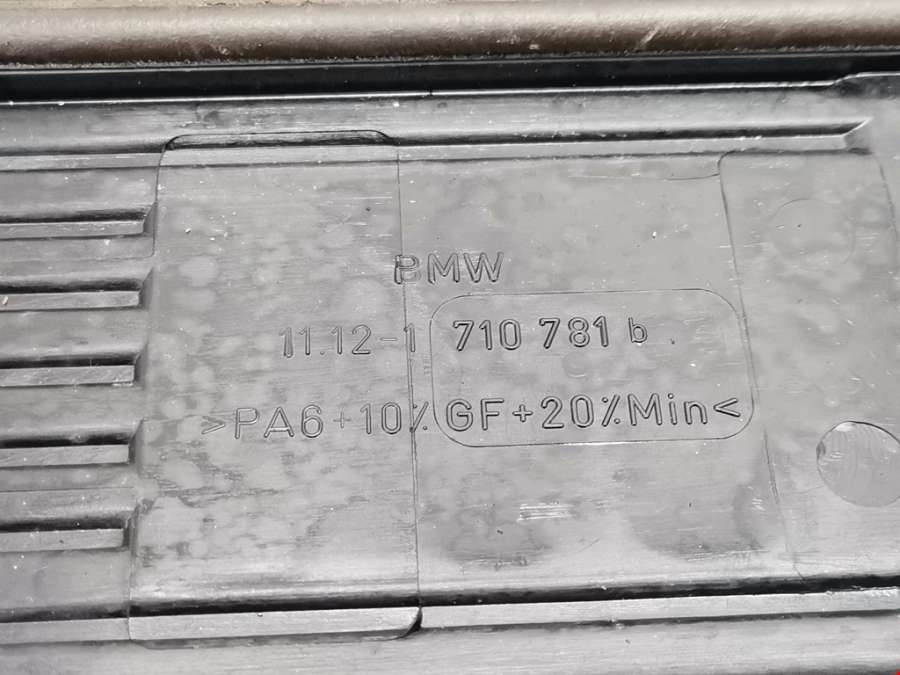 BMW
11.12-1 710 781 b
>PA6+10% GF+20%Min<